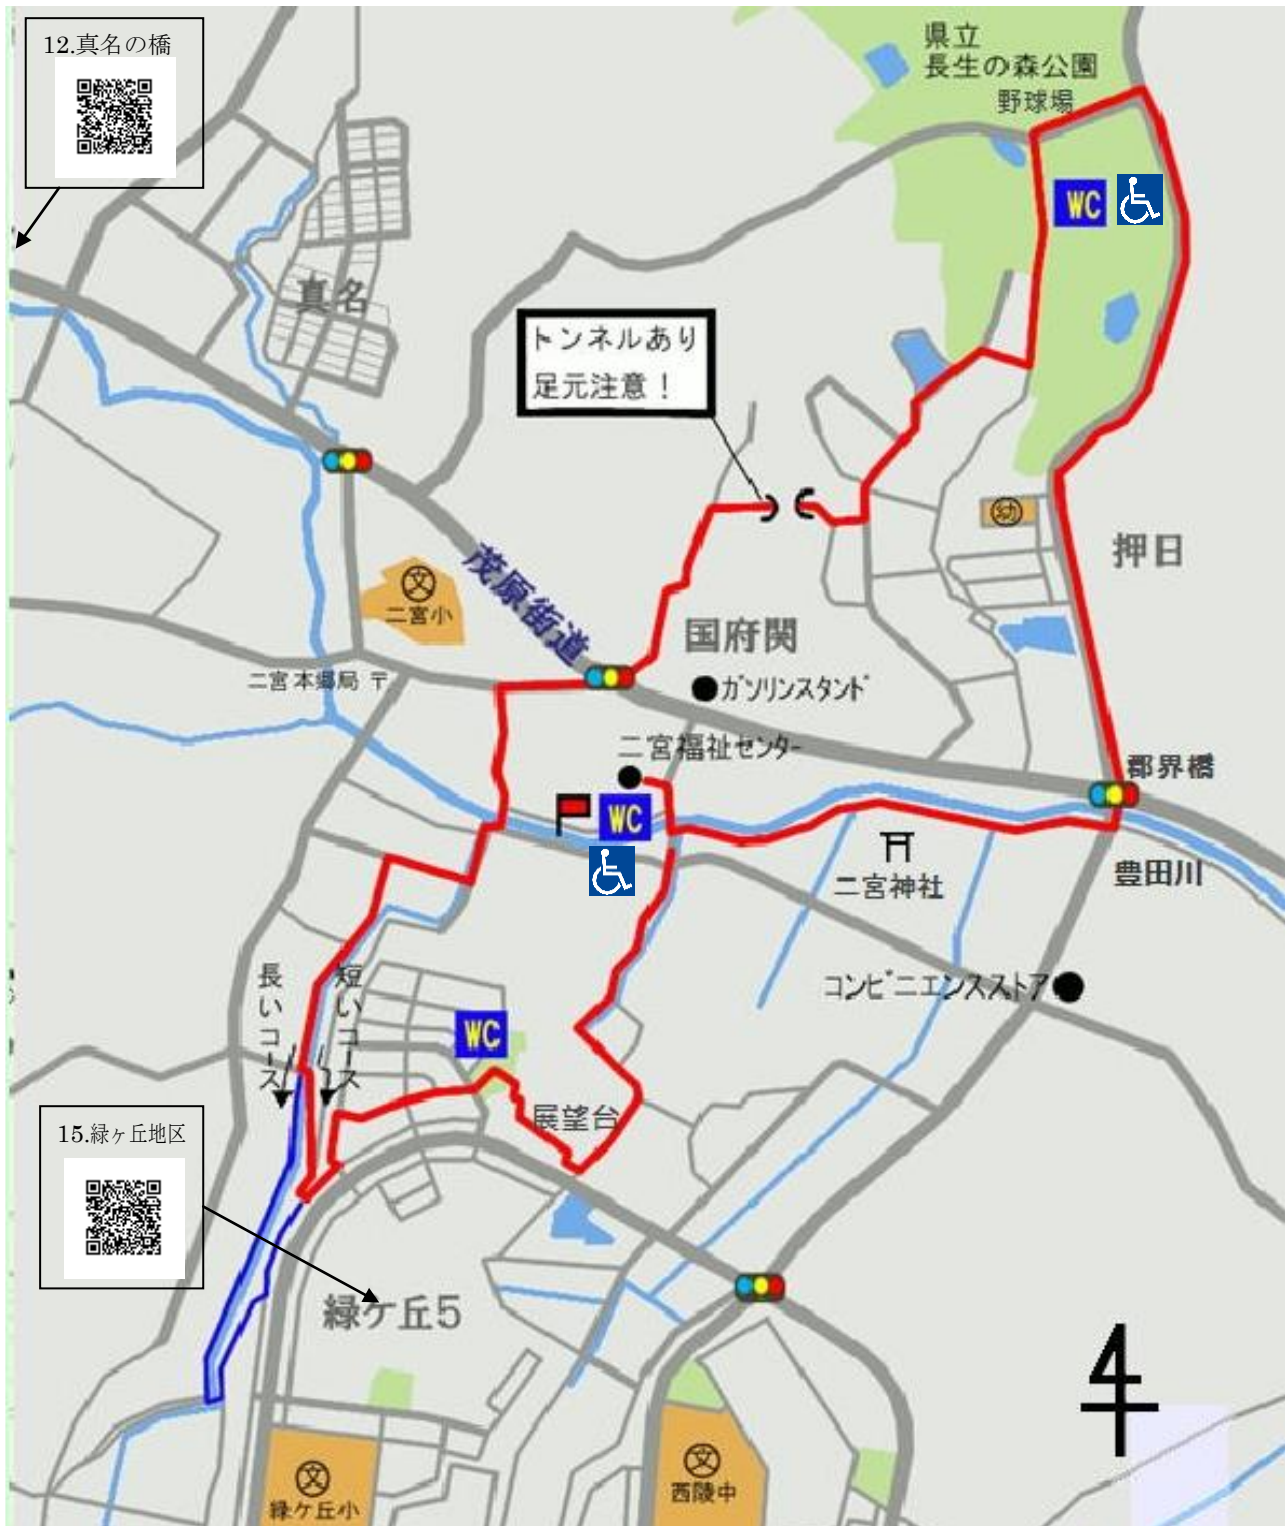 12.真名の橋
県立
長生の森公園
野球場
WC
真名
トンネルあり
足元注意！
幼
押日
茂原街道
文
二宮小
国府関
二宮本郷局 〒
ガソリンスタンド
二宮福祉センター
郡界橋
WC
二宮神社
豊田川
長いコース
短いコース
コンビニエンスストア
WC
展望台
15.緑ヶ丘地区
緑ケ丘5
文
緑ケ丘小
文
西陵中